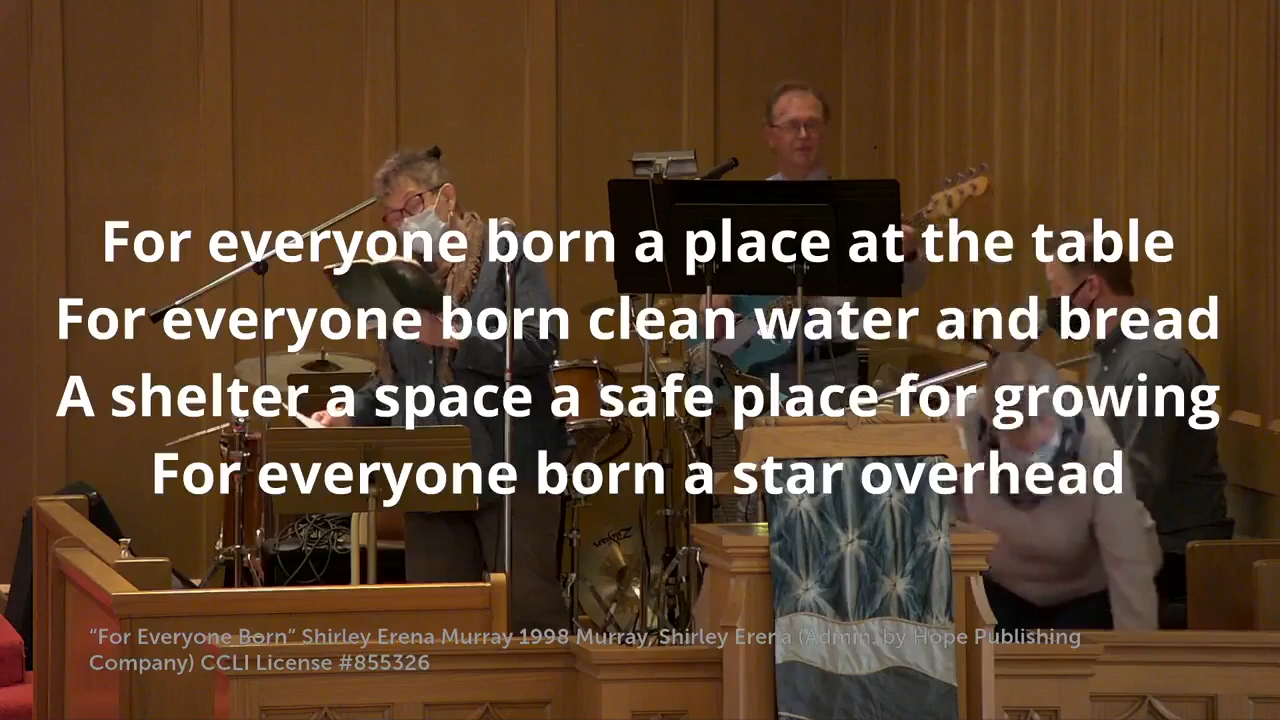 For everyone born a place at the table
For everyone born clean water and bread
A shelter a space a safe place for growing
For everyone born a star overhead
“For Everyone Born” Shirley Erena Murray 1998 Murray, Shirley Erena (Admin. by Hope Publishing
Company) CCLI License #855326